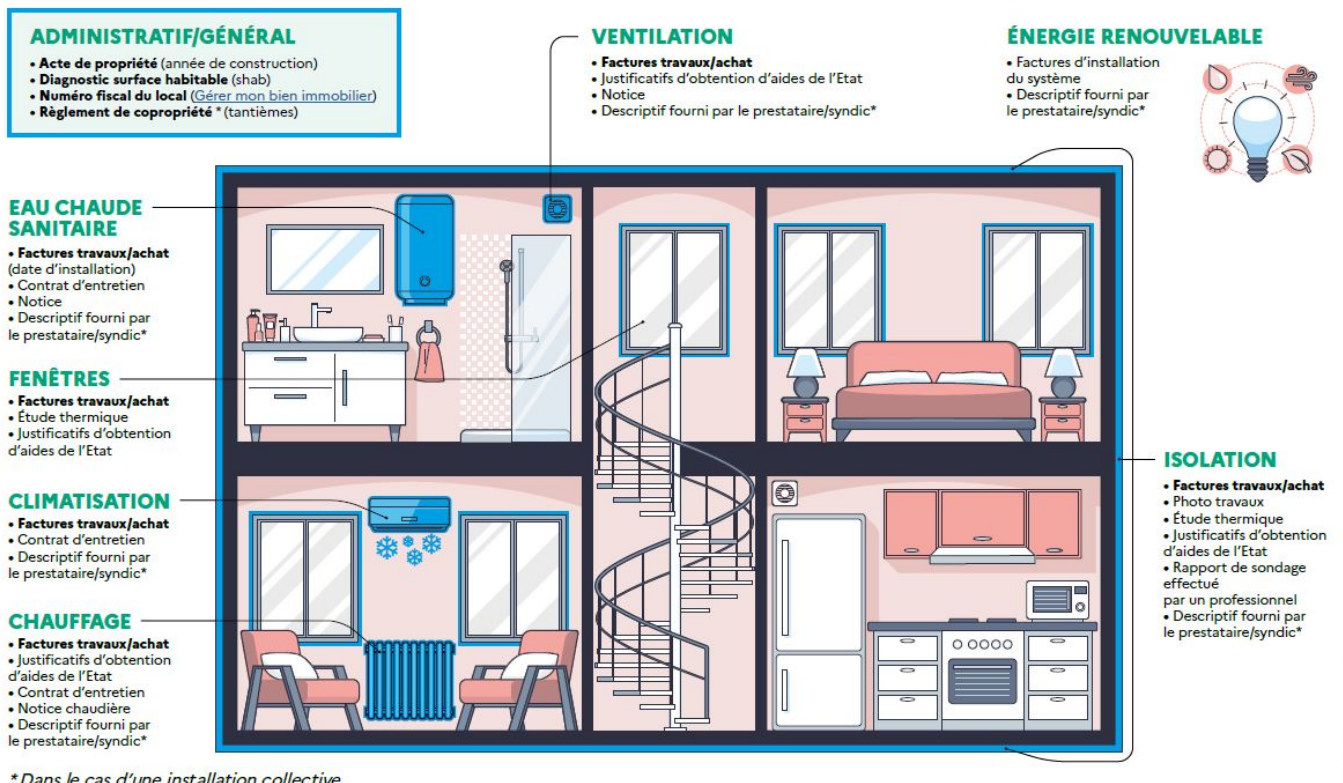 ADMINISTRATIF/GÉNÉRAL
• Acte de propriété (année de construction)
• Diagnostic surface habitable (shab)
• Numéro fiscal du local (Gérer mon bien immobilier)
• Règlement de copropriété * (tantièmes)
VENTILATION
• Factures travaux/achat
• Justificatifs d'obtention d'aides de l'Etat
• Notice
• Descriptif fourni par le prestataire/syndic*
ÉNERGIE RENOUVELABLE
• Factures d'installation
du système
• Descriptif fourni par
le prestataire/syndic*
EAU CHAUDE
SANITAIRE
• Factures travaux/achat
(date d'installation)
• Contrat d'entretien
• Notice
• Descriptif fourni par
le prestataire/syndic*
FENÊTRES
• Factures travaux/achat
• Étude thermique
• Justificatifs d'obtention
d'aides de l'Etat
CLIMATISATION
• Factures travaux/achat
• Contrat d'entretien
• Descriptif fourni par
le prestataire/syndic*
CHAUFFAGE
• Factures travaux/achat
• Justificatifs d'obtention
d'aides de l'Etat
• Contrat d'entretien
• Notice chaudière
• Descriptif fourni par
le prestataire/syndic*
ISOLATION
• Factures travaux/achat
• Photo travaux
• Étude thermique
• Justificatifs d'obtention
d'aides de l'Etat
• Rapport de sondage
effectué
par un professionnel
• Descriptif fourni par
le prestataire/syndic*
* Dans le cas d'une installation collective